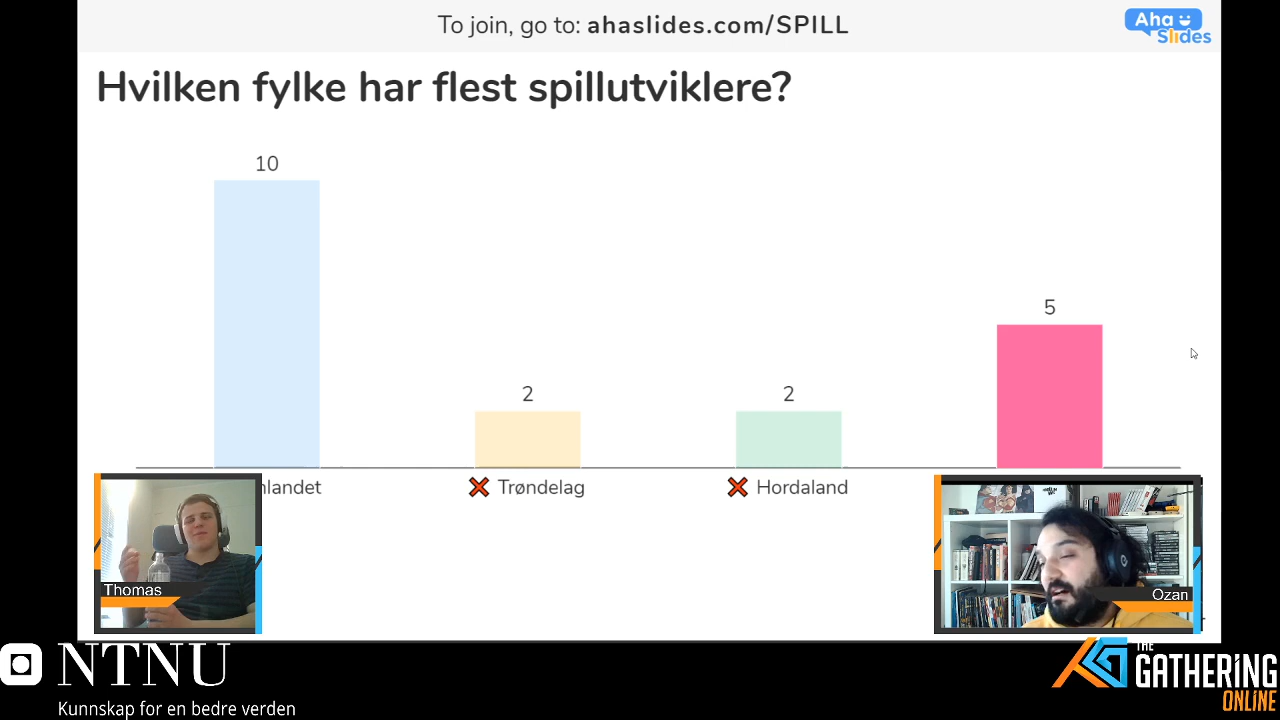 To join, go to: ahaslides.com/SPILL
Aha
Slides
Hvilken fylke har flest spillutviklere?
10
2
2
5
nlandet
Trøndelag
Hordaland
Thomas
Ozan
NTNU
Kunnskap for en bedre verden
THE
GATHERING
ONLINE